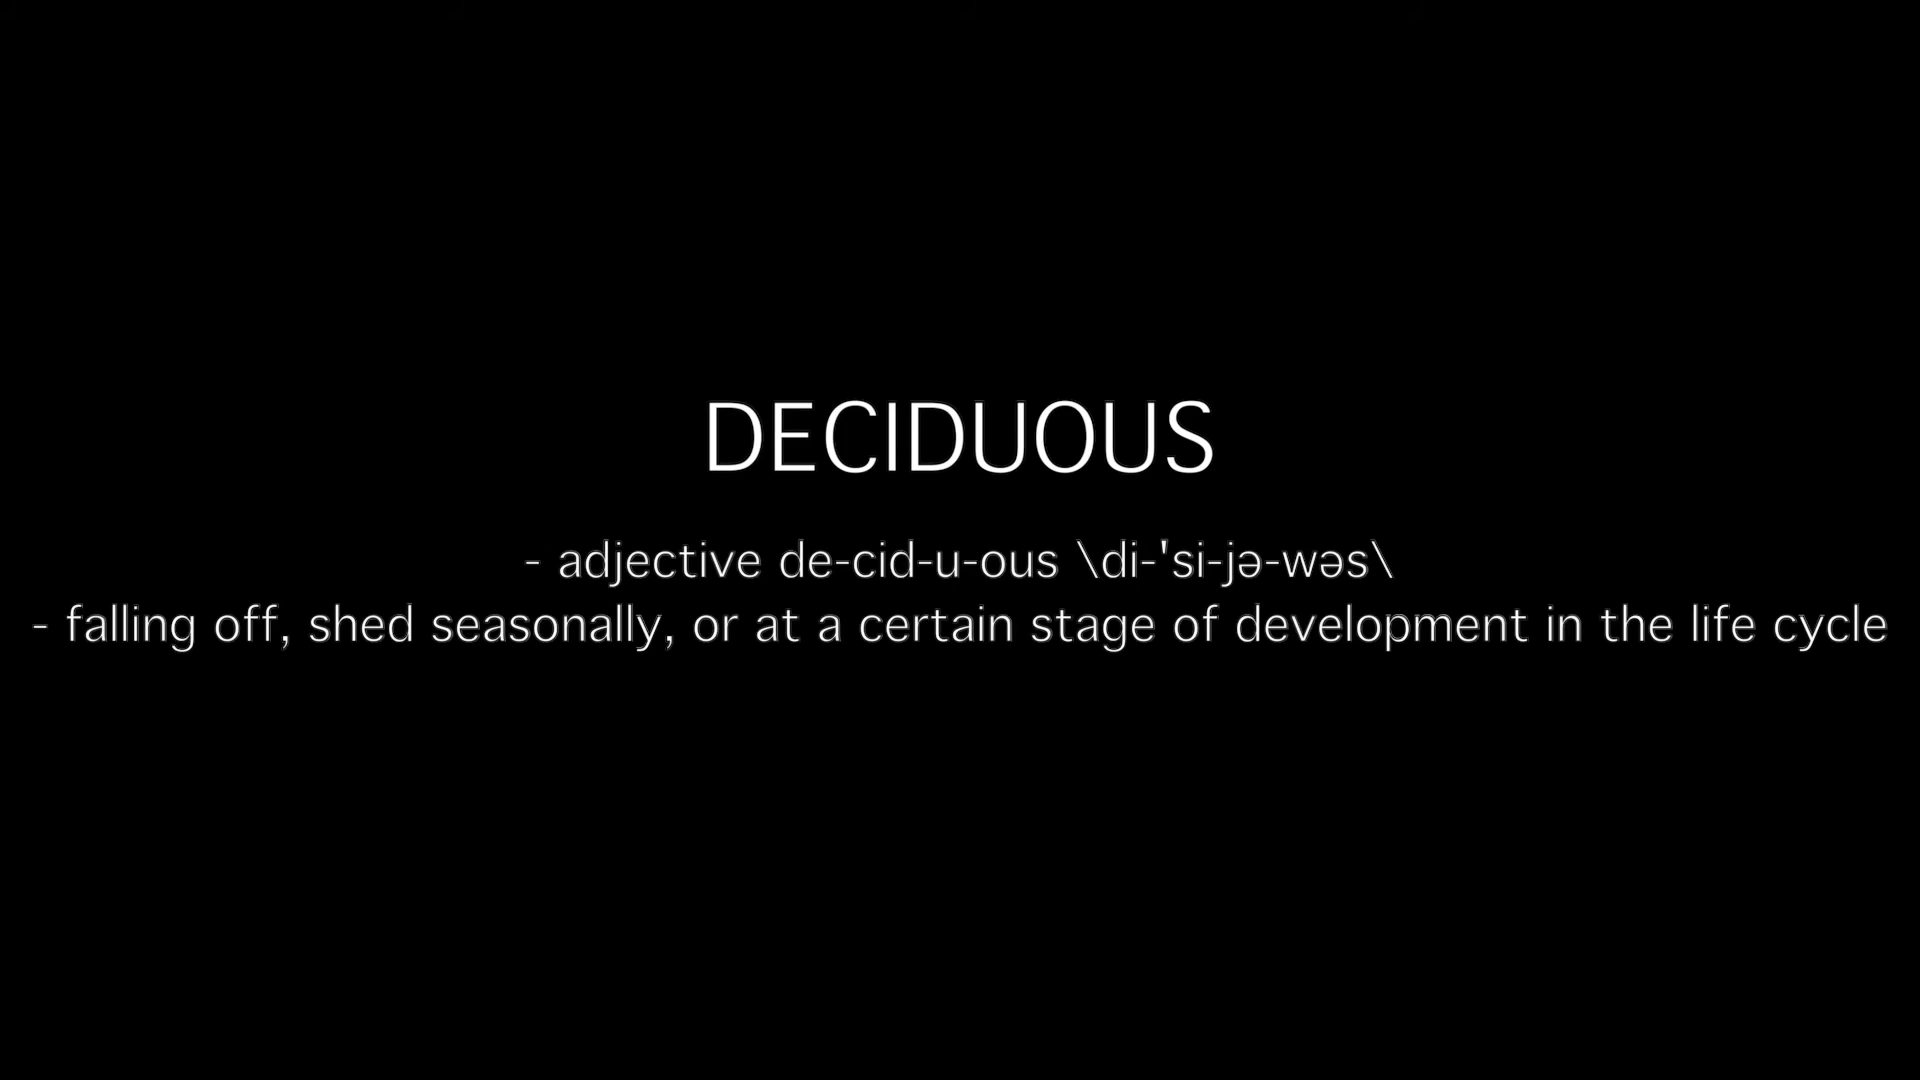 DECIDUOUS
- adjective de-cid-u-ous \di-'si-jə-wəs\
- falling off, shed seasonally, or at a certain stage of development in the life cycle